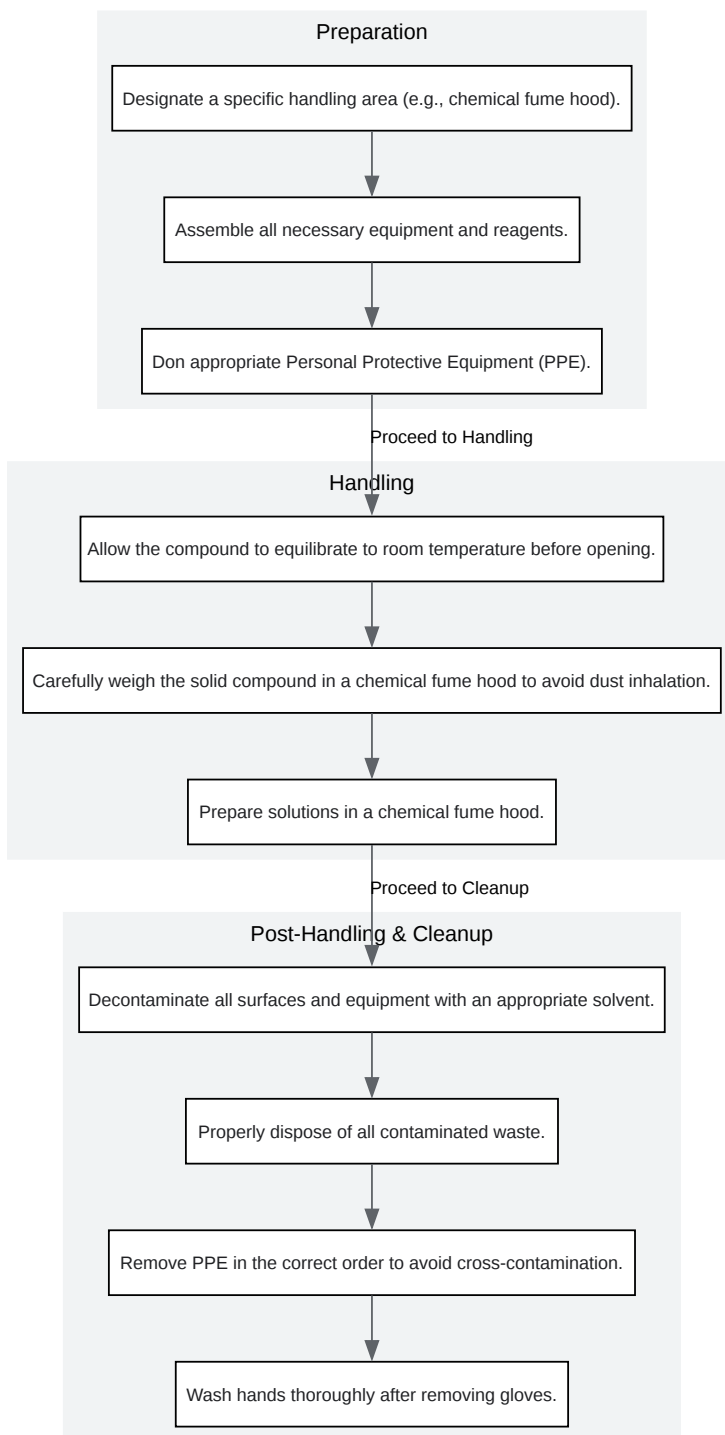 Preparation
Designate a specific handling area (e.g., chemical fume hood).
Assemble all necessary equipment and reagents.
Don appropriate Personal Protective Equipment (PPE).
Proceed to Handling
Handling
Allow the compound to equilibrate to room temperature before opening.
Carefully weigh the solid compound in a chemical fume hood to avoid dust inhalation.
Prepare solutions in a chemical fume hood.
Proceed to Cleanup
Post-Handling & Cleanup
Decontaminate all surfaces and equipment with an appropriate solvent.
Properly dispose of all contaminated waste.
Remove PPE in the correct order to avoid cross-contamination.
Wash hands thoroughly after removing gloves.